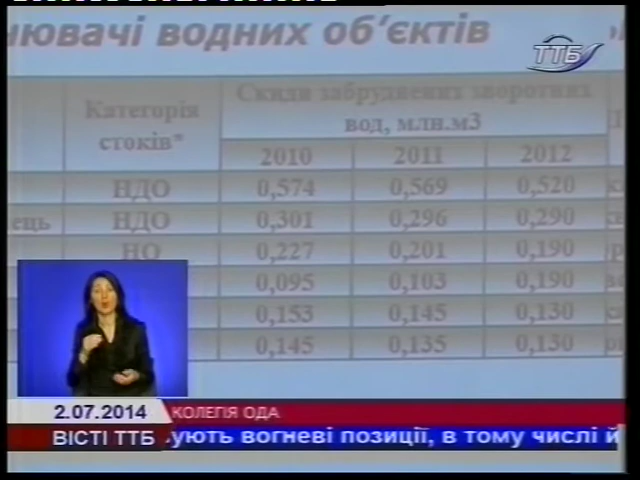 нювачі водних об‘єктів
ТТБ
Категорія
стоків*
Скиди забруднених зворотних
вод, млн.м3
2010 2011 2012
НДО 0,574 0,569 0,520
ець НДО 0,301 0,296 0,290
НО 0,227 0,201 0,190
0,095 0,103 0,190
0,153 0,145 0,130
0,145 0,135 0,130
2.07.2014 КОЛЕГІЯ ОДА
ВІСТІ ТТБ ують вогневі позиції, в тому числі й